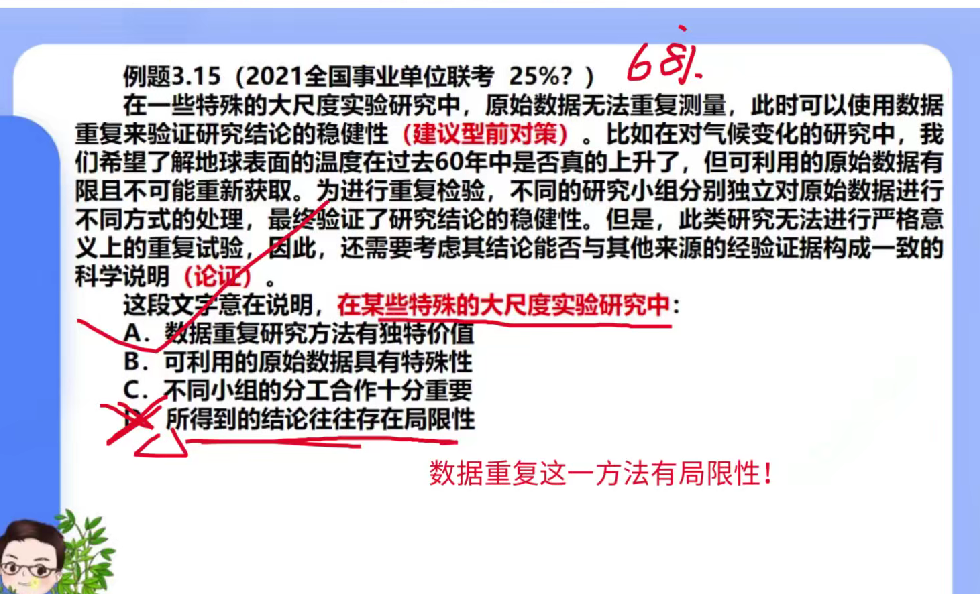 例题3.15（2021全国事业单位联考 25%？）
在一些特殊的大尺度实验研究中，原始数据无法重复测量，此时可以使用数据
重复来验证研究结论的稳健性（建议型前对策）。比如在对气候变化的研究中，我
们希望了解地球表面的温度在过去60年中是否真的上升了，但可利用的原始数据有
限且不可能重新获取。为进行重复检验，不同的研究小组分别独立对原始数据进行
不同方式的处理，最终验证了研究结论的稳健性。但是，此类研究无法进行严格意
义上的重复试验，因此，还需要考虑其结论能否与其他来源的经验证据构成一致的
科学说明（论证）。
这段文字意在说明，在某些特殊的大尺度实验研究中：
A．数据重复研究方法有独特价值
B．可利用的原始数据具有特殊性
C．不同小组的分工合作十分重要
D．所得到的结论往往存在局限性
数据重复这一方法有局限性！